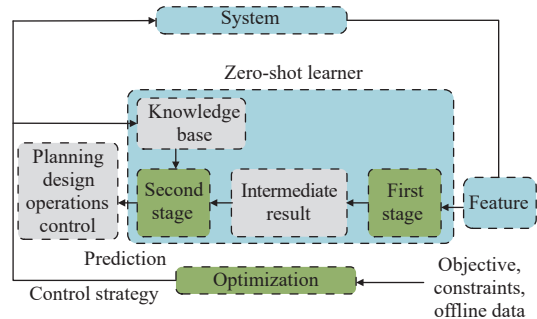 System
Zero-shot learner
Knowledge
base
Planning
design
operations
control
Second
stage
Intermediate
result
First
stage
Feature
Prediction
Control strategy
Optimization
Objective,
constraints,
offline data